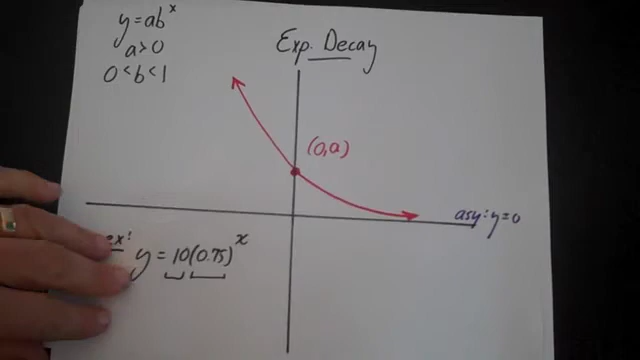 y=ab^x
a>0
0<b<1
Exp. Decay
(0,a)
asy: y=0
ex:
y = 10(0.75)^x